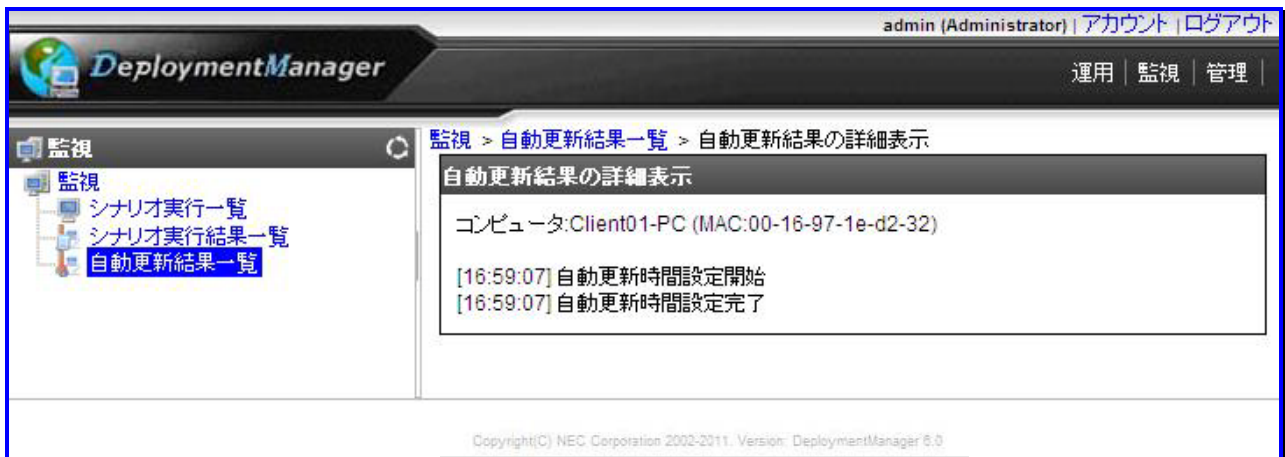 admin (Administrator) | アカウント | ログアウト
DeploymentManager
運用 | 監視 | 管理 |
監視
監視
シナリオ実行一覧
シナリオ実行結果一覧
自動更新結果一覧
監視 > 自動更新結果一覧 > 自動更新結果の詳細表示
自動更新結果の詳細表示
コンピュータ:Client01-PC (MAC:00-16-97-1e-d2-32)
[16:59:07] 自動更新時間設定開始
[16:59:07] 自動更新時間設定完了
Copyright(C) NEC Corporation 2002-2011. Version: DeploymentManager 6.0